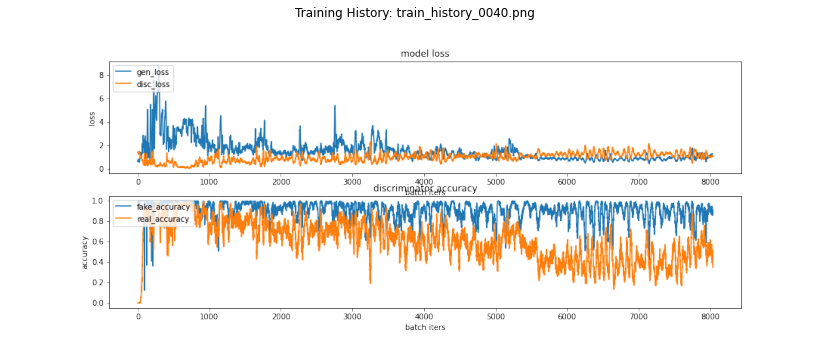 Training History: train_history_0040.png
model loss
gen_loss
disc_loss
loss
8
6
4
2
0
0 1000 2000 3000 4000 5000 6000 7000 8000
batch iters
discriminator accuracy
fake_accuracy
real_accuracy
accuracy
1.0
0.8
0.6
0.4
0.2
0.0
0 1000 2000 3000 4000 5000 6000 7000 8000
batch iters